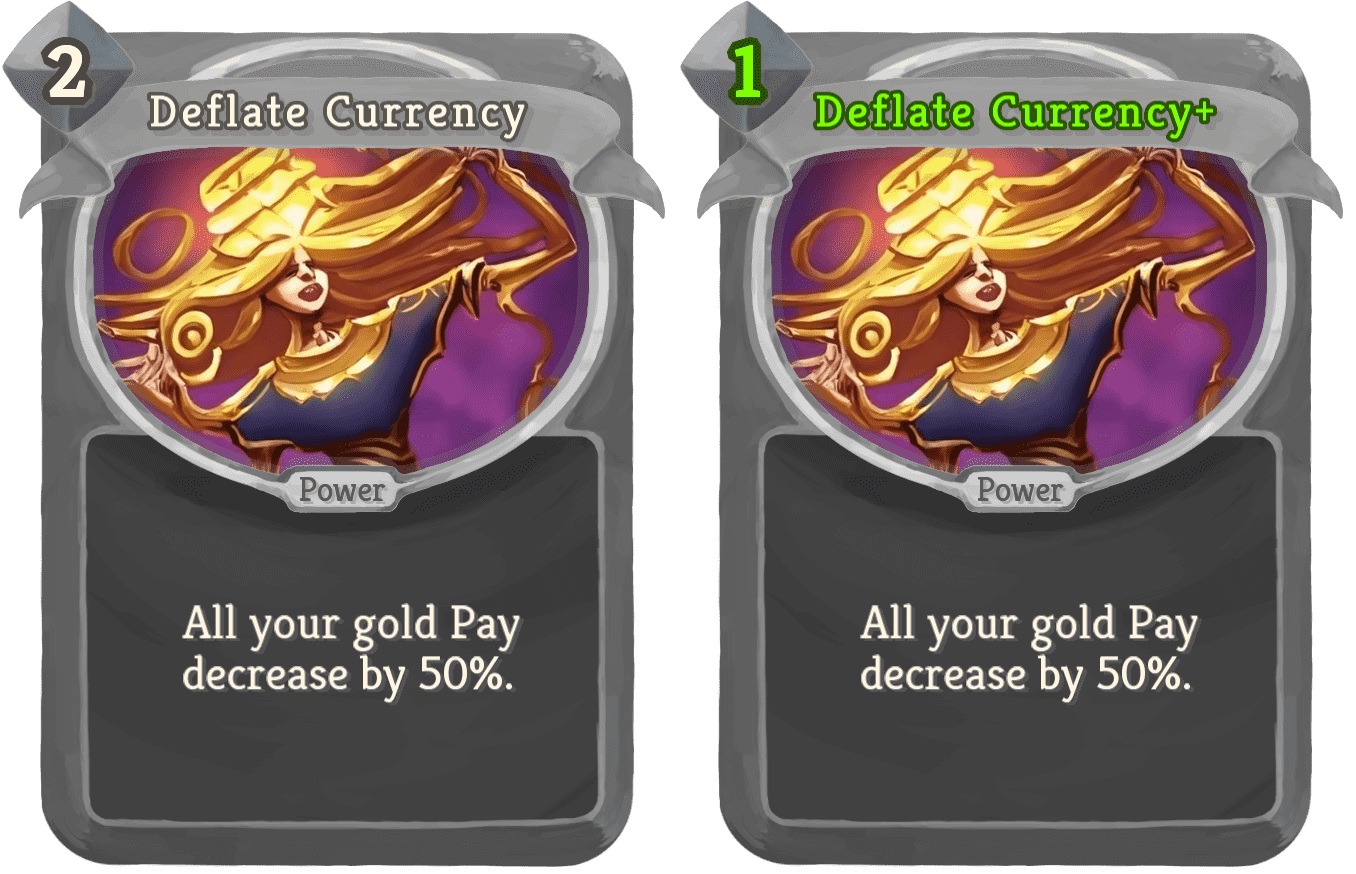 2
Deflate Currency
Power
All your gold Pay
decrease by 50%.
1
Deflate Currency+
Power
All your gold Pay
decrease by 50%.